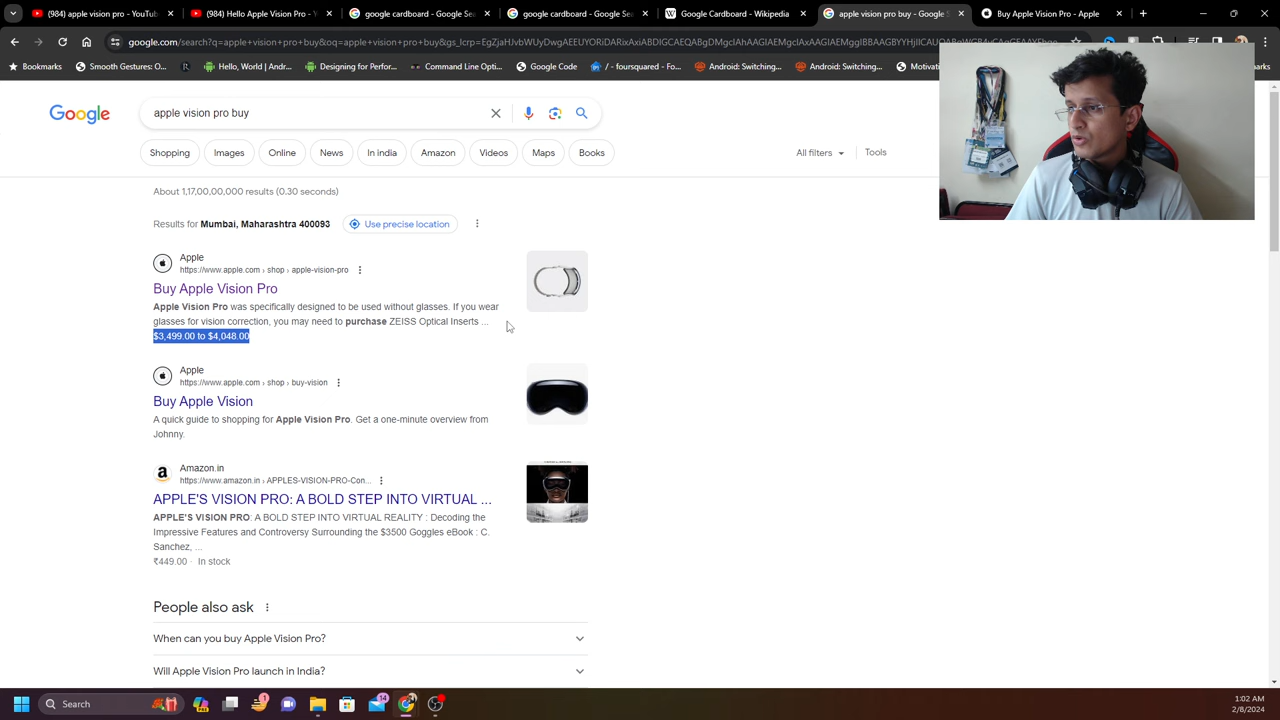 (984) apple vision pro - YouTub
(984) Hello Apple Vision Pro - Y
google cardboard - Google Sea
google cardboard - Google Sea
Google Cardboard - Wikipedia
apple vision pro buy - Google S
Buy Apple Vision Pro - Apple
google.com/search?q=apple+vision+pro+buy&oq=apple+vision+pro+buy&gs_lcrp=
Bookmarks
Smooth Gestures: O...
Hello, World | Andr...
Designing for Perfor...
Command Line Opti...
Google Code
/ - foursquared - Fo...
Android: Switching...
Android: Switching...
Motivati
Google
apple vision pro buy
Shopping
Images
Online
News
In india
Amazon
Videos
Maps
Books
All filters
Tools
About 1,17,00,00,000 results (0.30 seconds)
Results for Mumbai, Maharashtra 400093
Use precise location
Apple
https://www.apple.com › shop › apple-vision-pro
Buy Apple Vision Pro
Apple Vision Pro was specifically designed to be used without glasses. If you wear
glasses for vision correction, you may need to purchase ZEISS Optical Inserts ...
$3,499.00 to $4,048.00
Apple
https://www.apple.com › shop › buy-vision
Buy Apple Vision
A quick guide to shopping for Apple Vision Pro. Get a one-minute overview from
Johnny.
a
Amazon.in
https://www.amazon.in › APPLES-VISION-PRO-Con...
APPLE'S VISION PRO: A BOLD STEP INTO VIRTUAL ...
APPLE'S VISION PRO: A BOLD STEP INTO VIRTUAL REALITY : Decoding the
Impressive Features and Controversy Surrounding the $3500 Goggles eBook : C.
Sanchez, ...
₹449.00 · In stock
People also ask
When can you buy Apple Vision Pro?
Will Apple Vision Pro launch in India?
Search
1
14
1:02 AM
2/8/2024